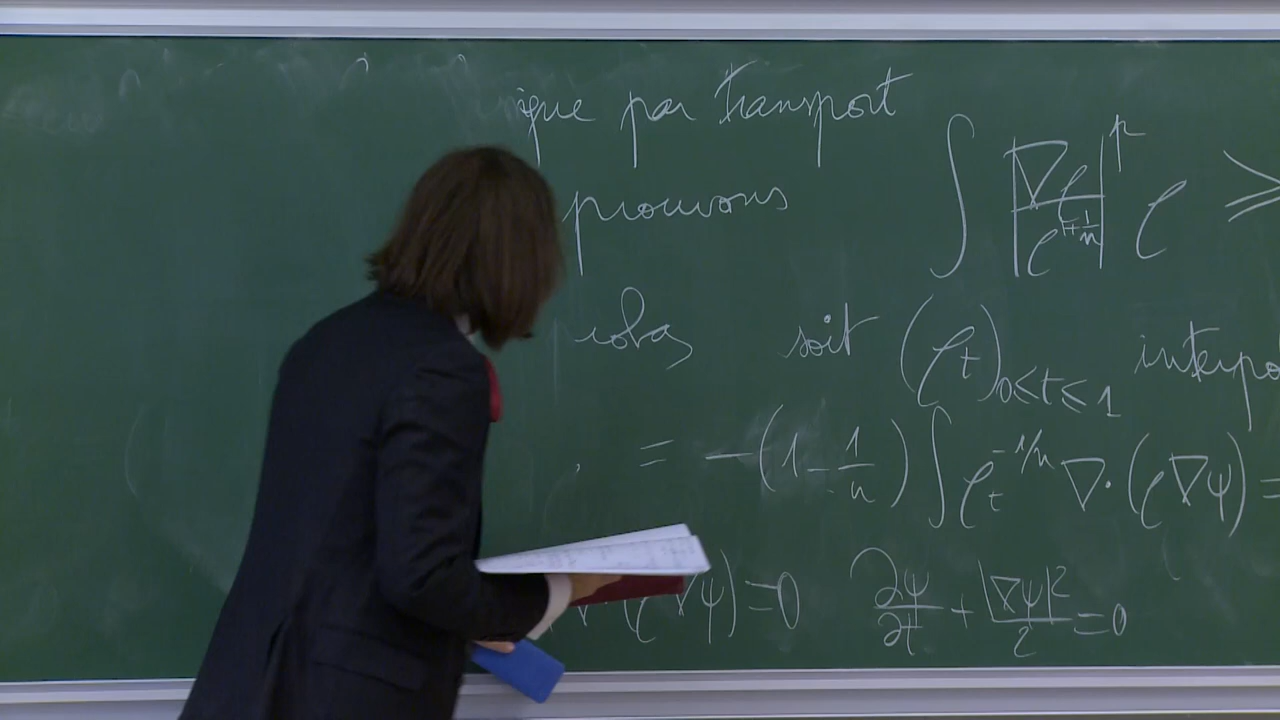 ique par transport
prouvons ∫ |∇ρ/ρ^{1+1/n}|^p ρ ≥
soit (ρ_t)_{0≤t≤1} interpo
= -(1-1/n) ∫ ρ_t^{-1/n} ∇·(ρ∇ψ) =
∇·(ρ∇ψ)=0 ∂ψ/∂t + |∇ψ|²/2 = 0